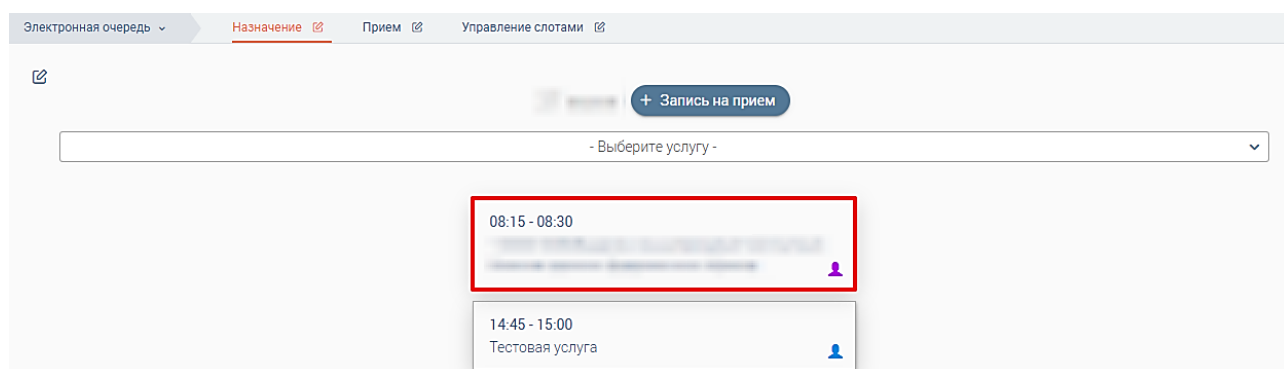 Электронная очередь Назначение Прием Управление слотами
+ Запись на прием
- Выберите услугу -
08:15 - 08:30
14:45 - 15:00
Тестовая услуга